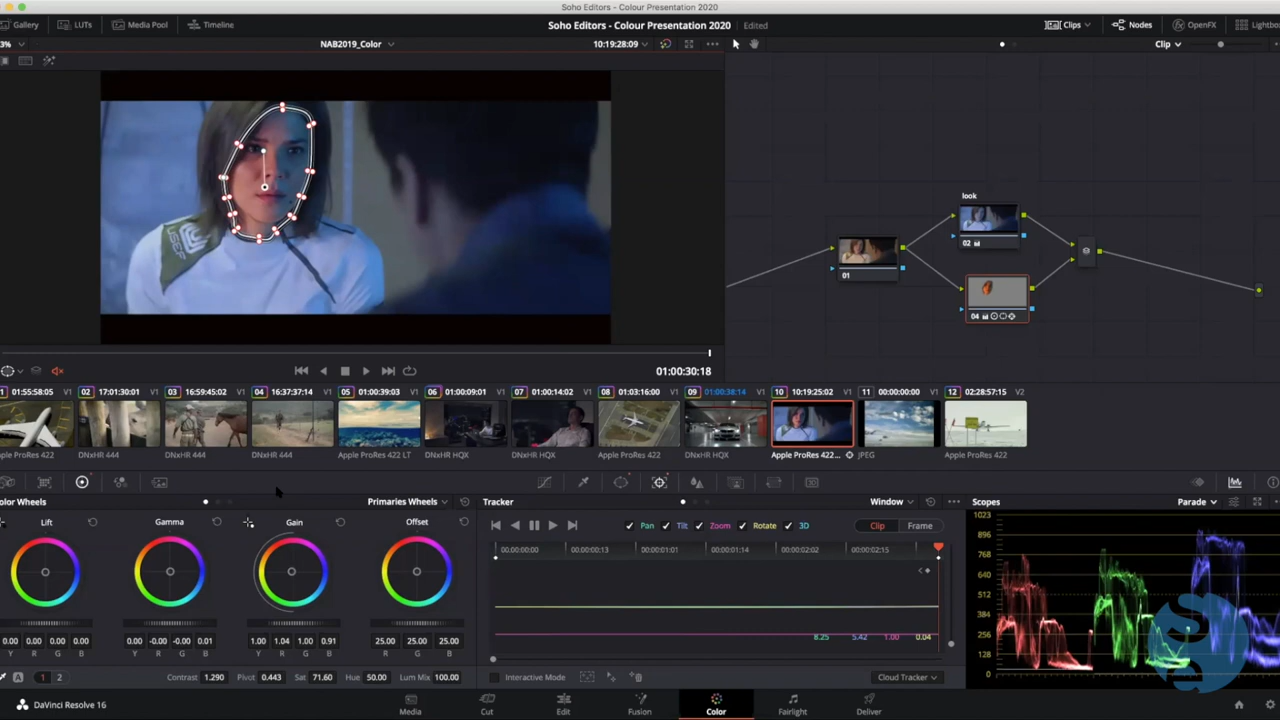 Soho Editors - Colour Presentation 2020
Gallery LUTs Media Pool Timeline Soho Editors - Colour Presentation 2020 Edited Clips Nodes OpenFX Lightbo
3% NAB2019_Color 10:19:28:09 Clip
USEF
look
02
01
04
01:00:30:18
1 01:55:58:05 V1 02 17:01:30:01 V1 03 16:59:45:02 V1 04 16:37:37:14 V1 05 01:00:39:03 V1 06 01:00:09:01 V1 07 01:00:14:02 V1 08 01:03:16:00 V1 09 01:00:38:14 V1 10 10:19:25:02 V1 11 00:00:00:00 V1 12 02:28:57:15 V2
Apple ProRes 422 DNxHR 444 DNxHR 444 DNxHR 444 Apple ProRes 422 LT DNxHR HQX DNxHR HQX Apple ProRes 422 DNxHR HQX Apple ProRes 422... JPEG Apple ProRes 422
olor Wheels Primaries Wheels Tracker Window Scopes Parade
Lift Gamma Gain Offset Pan Tilt Zoom Rotate 3D Clip Frame
00:00:00:00 00:00:00:13 00:00:01:01 00:00:01:14 00:00:02:02 00:00:02:15
1023
896
768
640
512
384
256
128
0
8.25 5.42 1.00 0.04
0.00 0.00 0.00 0.00 0.00 -0.00 -0.00 0.01 1.00 1.04 1.00 0.91 25.00 25.00 25.00
Y R G B Y R G B Y R G B R G B
A 1 2 Contrast 1.290 Pivot 0.443 Sat 71.60 Hue 50.00 Lum Mix 100.00 Interactive Mode Cloud Tracker
DaVinci Resolve 16 Media Cut Edit Fusion Color Fairlight Deliver